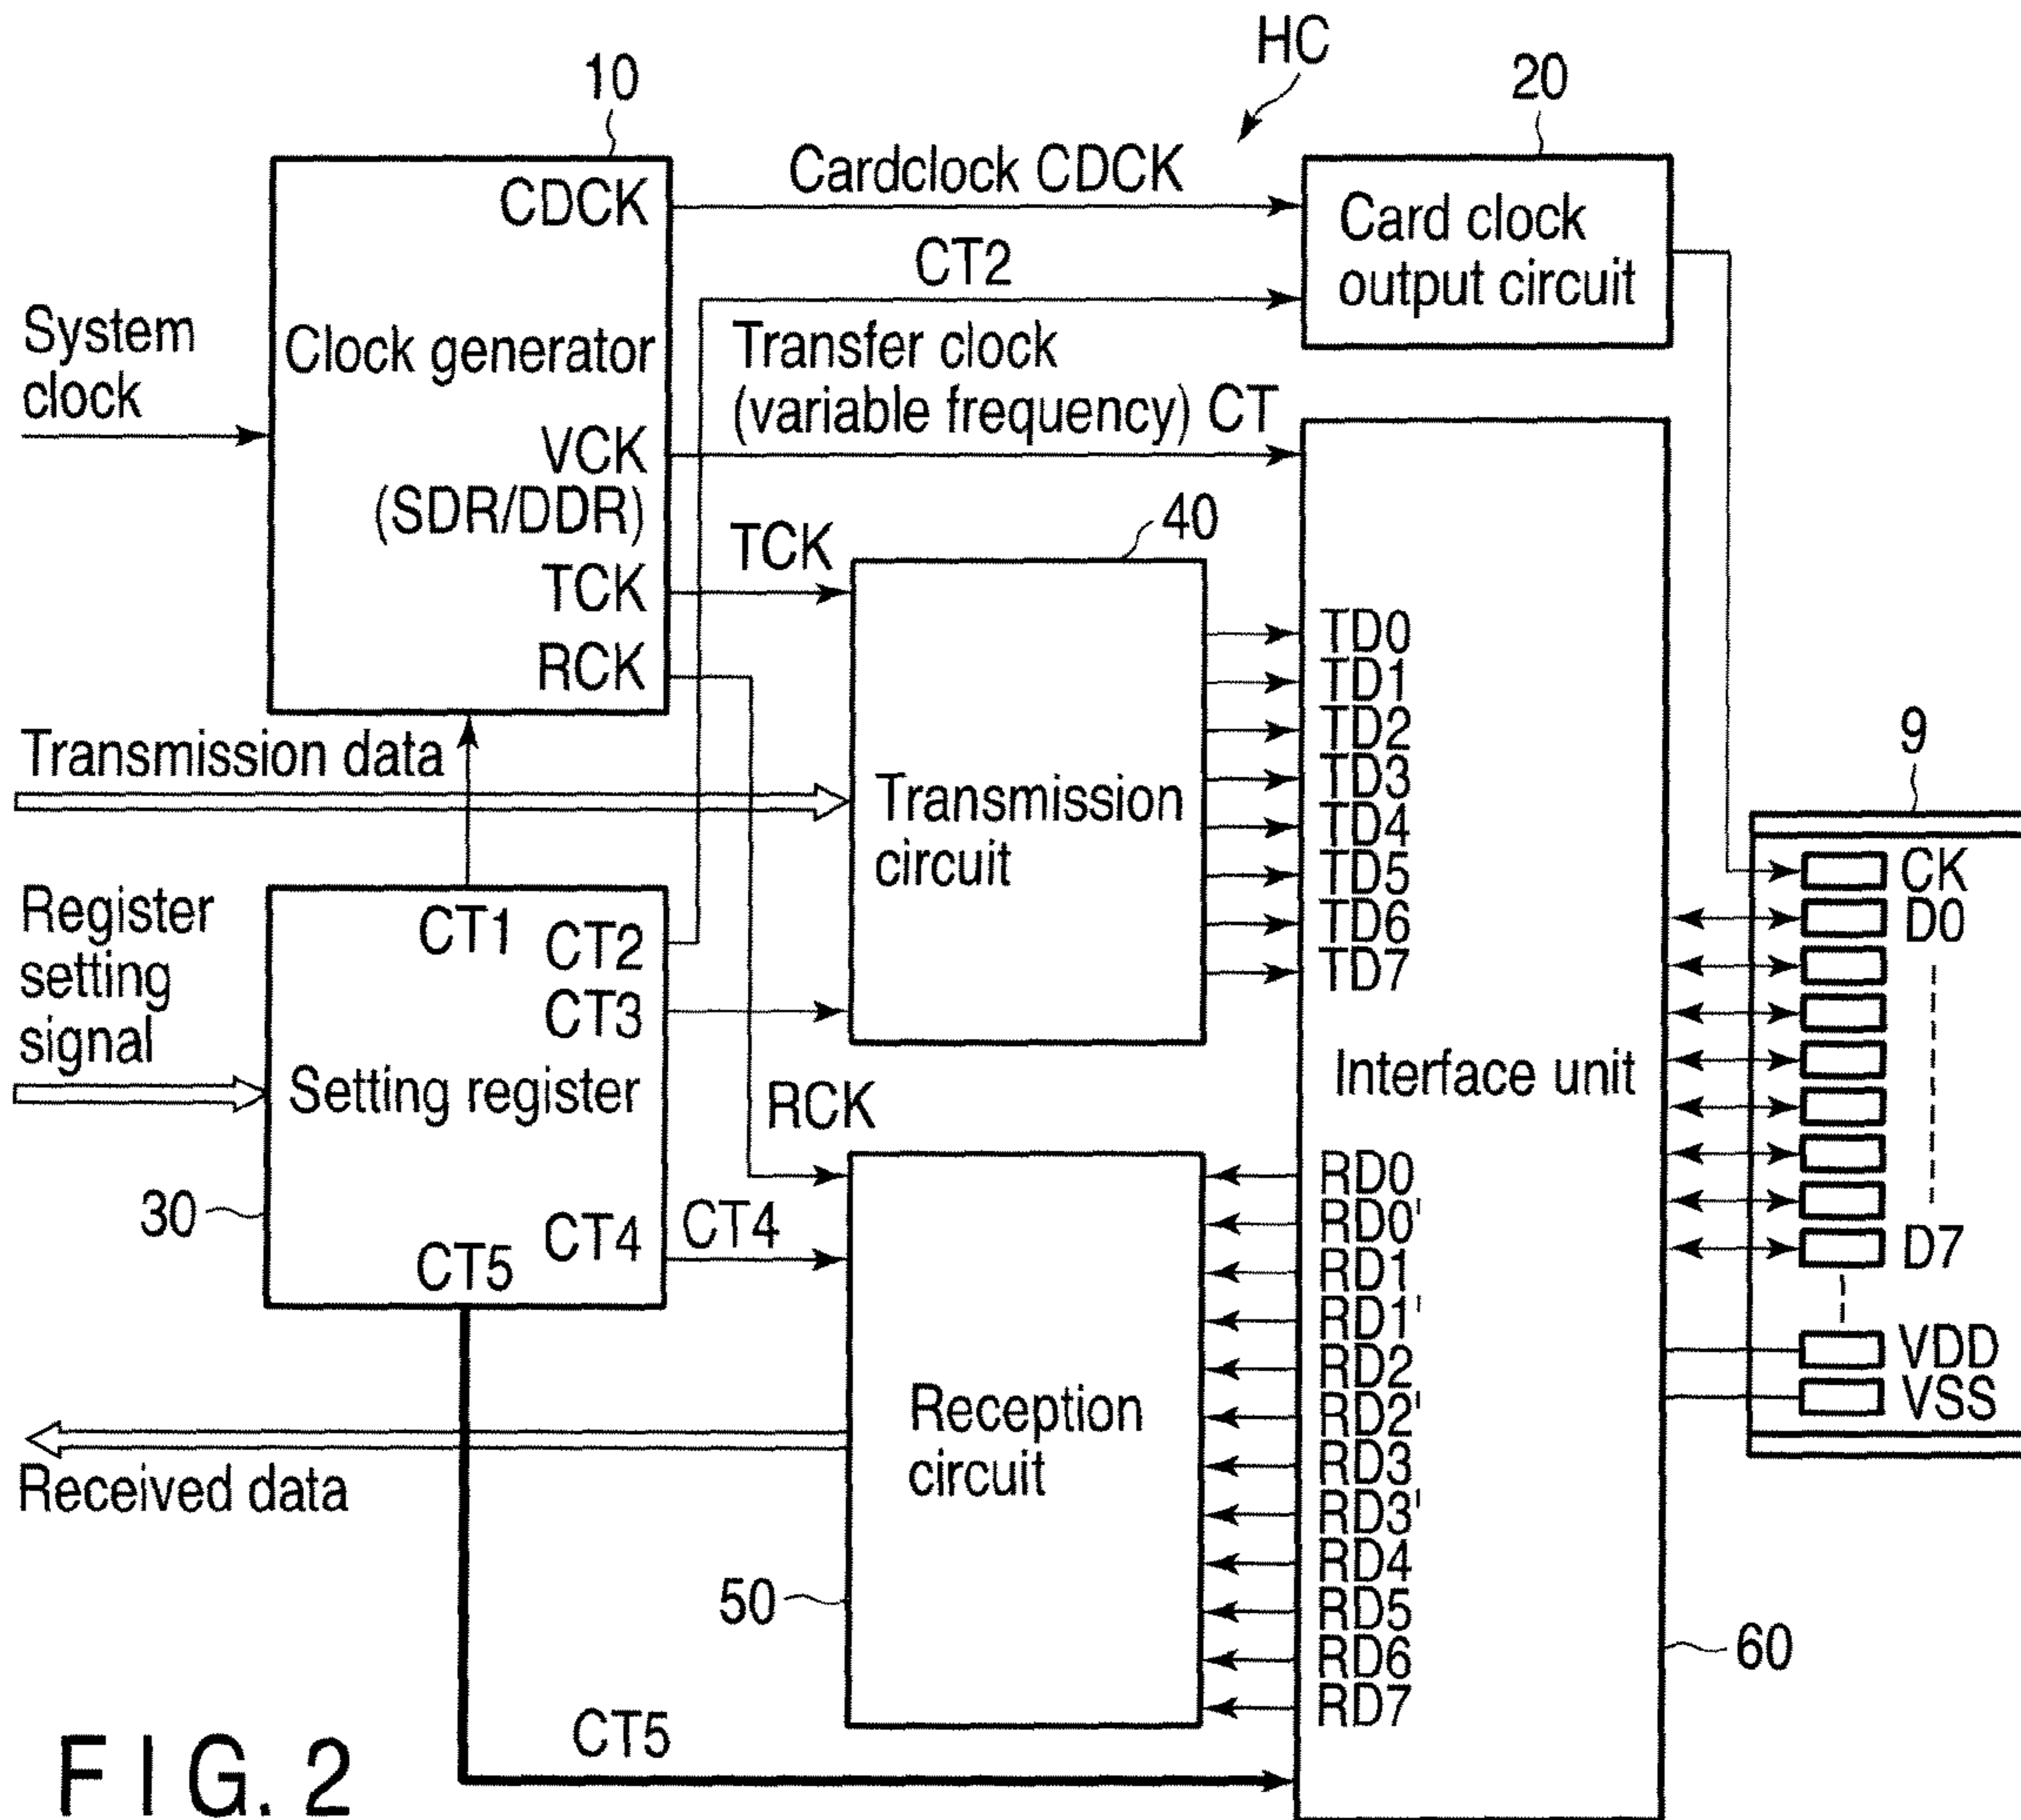 HC
10
20
CDCK
Cardclock CDCK
Card clock
output circuit
CT2
System
clock
Clock generator
Transfer clock
(variable frequency) CT
VCK
(SDR/DDR)
TCK
TCK
40
RCK
TD0
TD1
TD2
TD3
TD4
TD5
TD6
TD7
Transmission data
Transmission
circuit
9
CK
D0
D7
VDD
VSS
Register
setting
signal
CT1
CT2
CT3
Setting register
Interface unit
RCK
30
CT4
CT4
CT5
RD0
RD0'
RD1
RD1'
RD2
RD2'
RD3
RD3'
RD4
RD5
RD6
RD7
Reception
circuit
Received data
50
60
CT5
FIG. 2